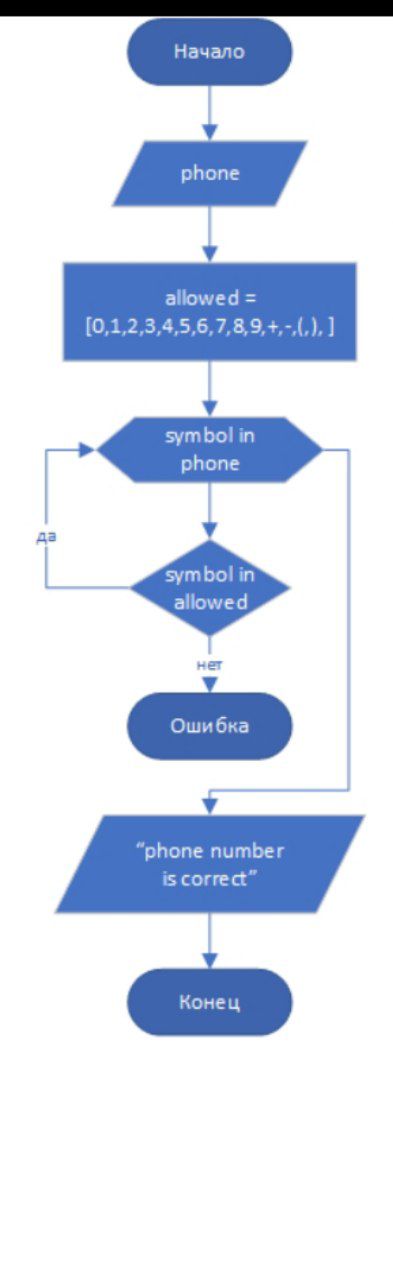 Начало
phone
allowed =
[0,1,2,3,4,5,6,7,8,9,+,-,(,), ]
symbol in
phone
да
symbol in
allowed
нет
Ошибка
“phone number
is correct”
Конец